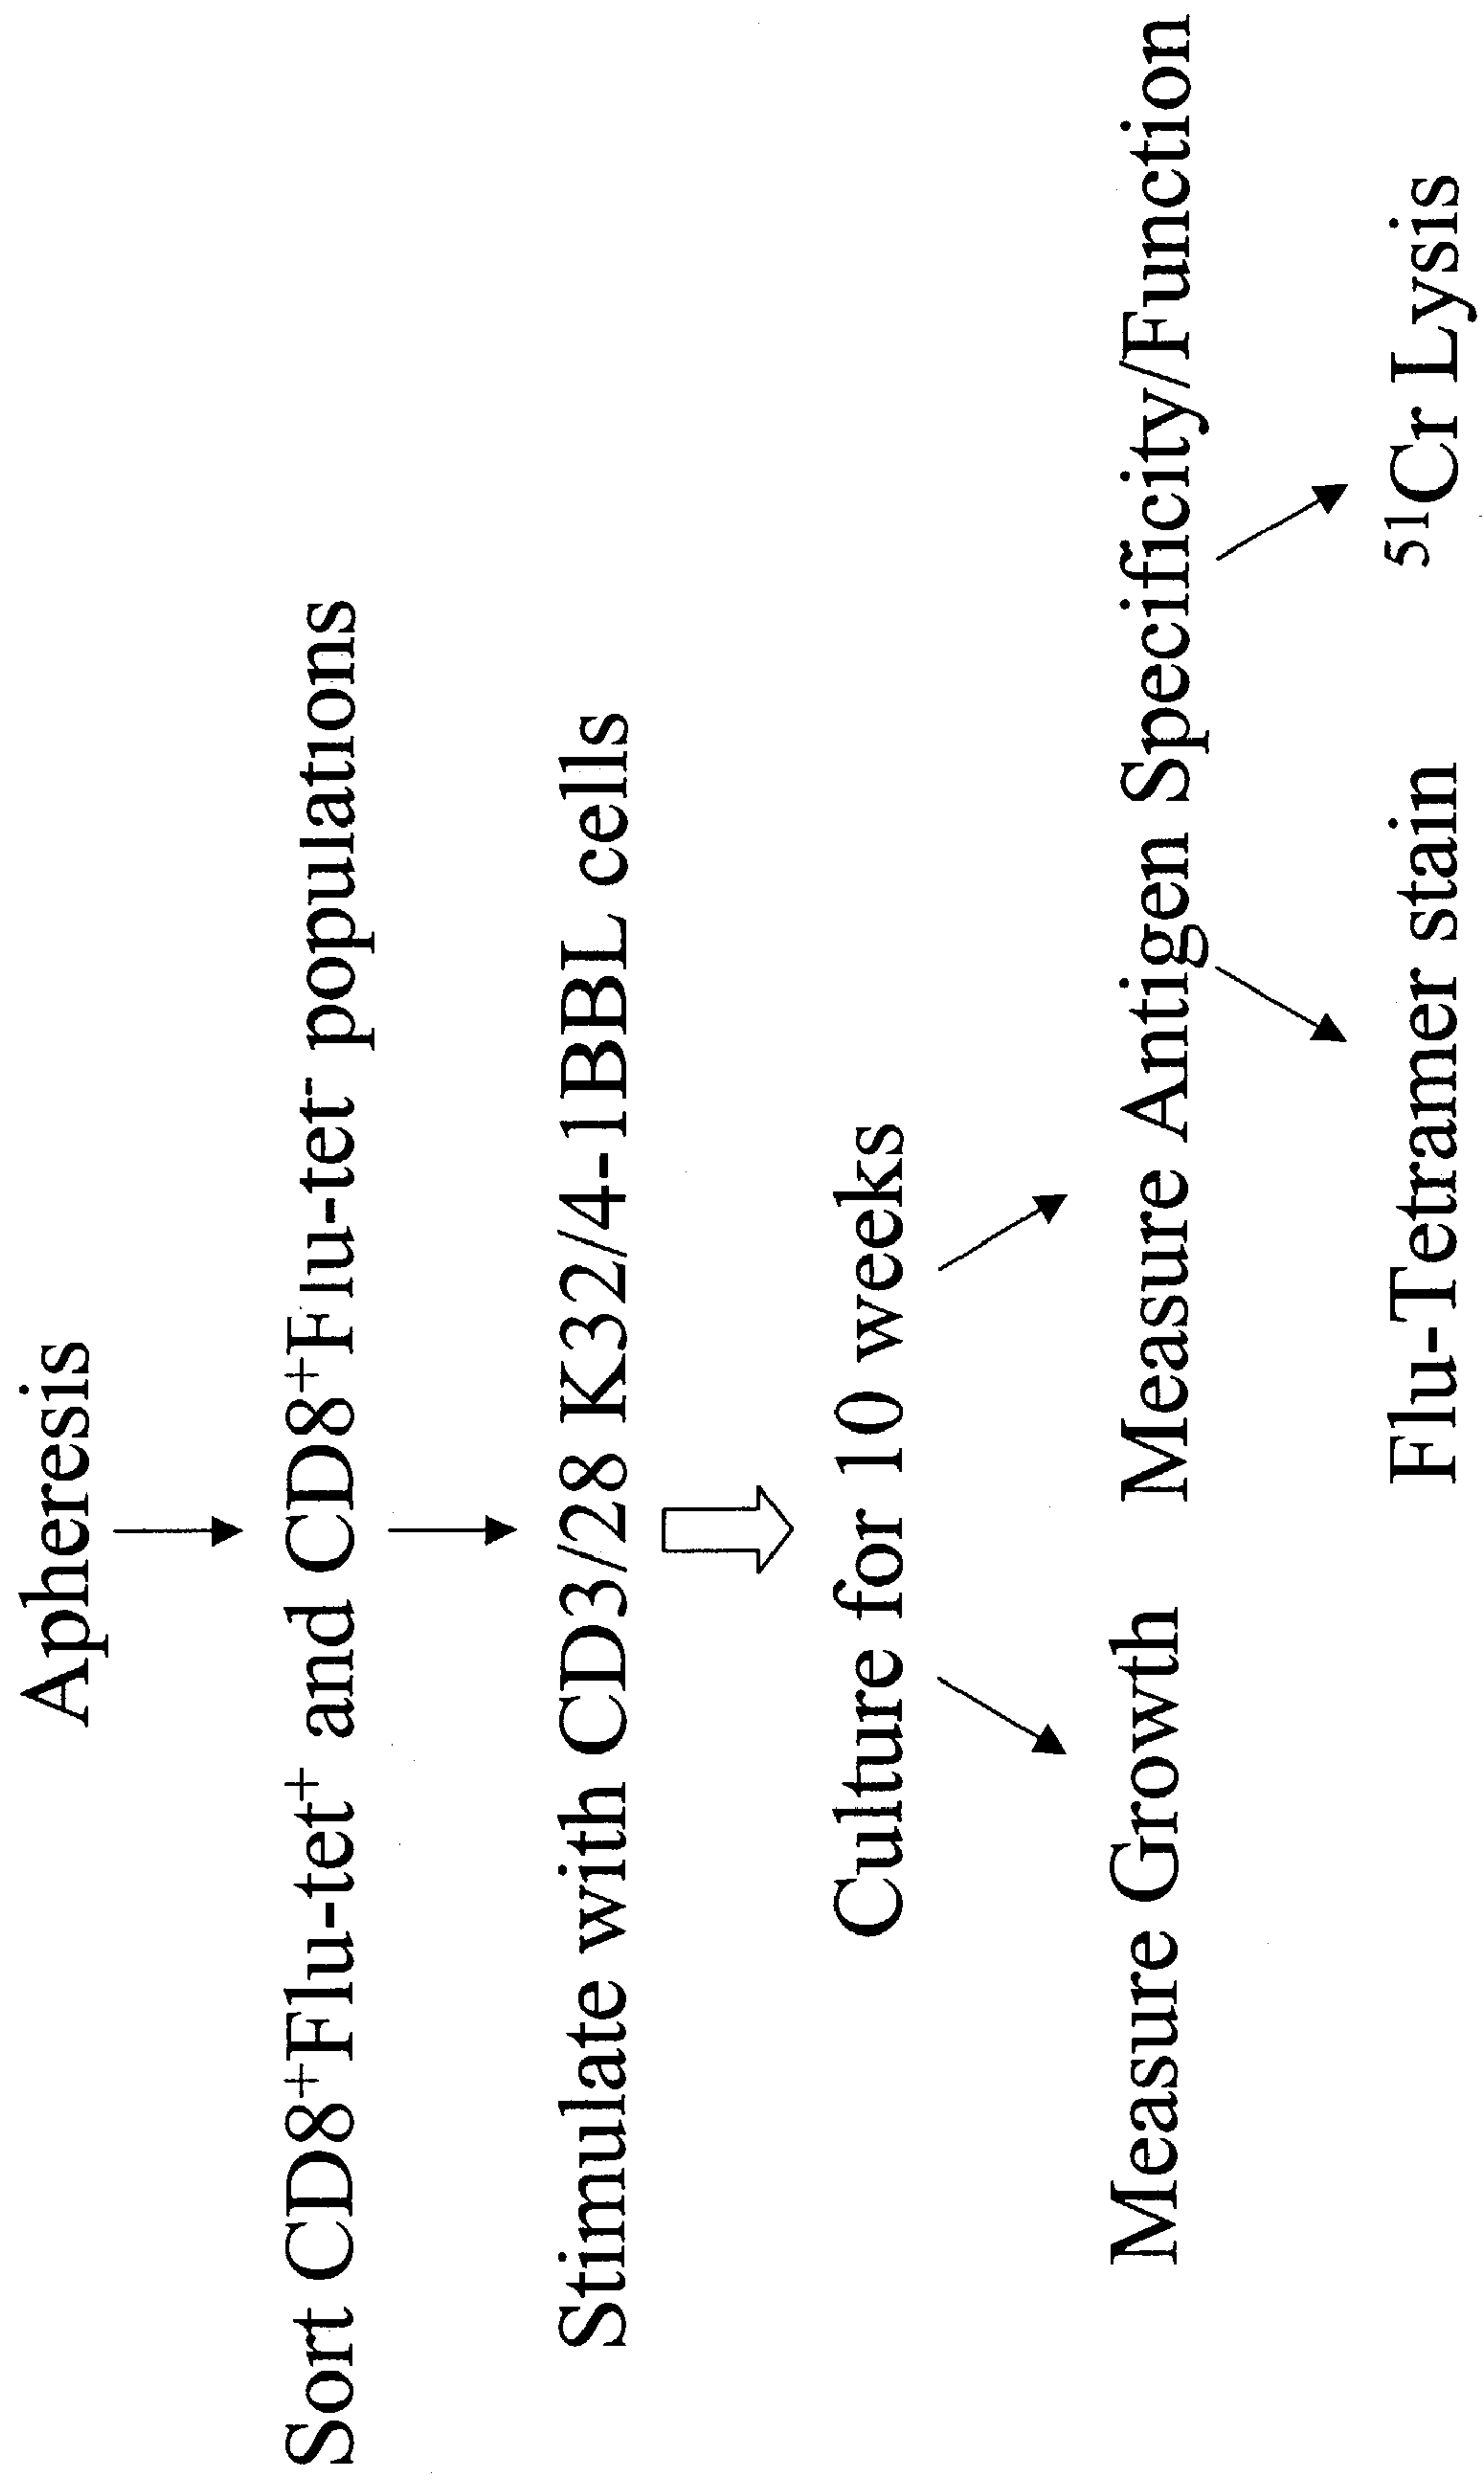 Apheresis
Sort CD8⁺Flu-tet⁺ and CD8⁺Flu-tet⁻ populations
Stimulate with CD3/28 K32/4-1BBL cells
Culture for 10 weeks
Measure Growth Measure Antigen Specificity/Function
Flu-Tetramer stain ⁵¹Cr Lysis